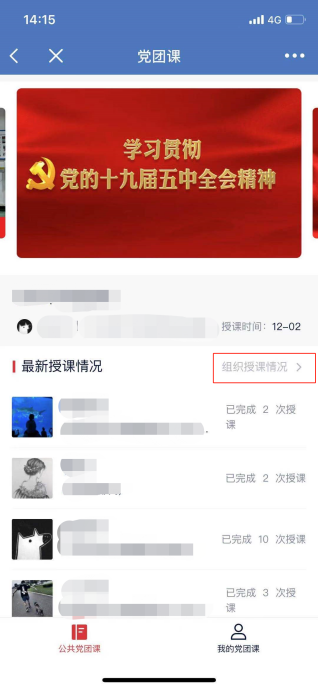 14:15
4G
党团课
学习贯彻
党的十九届五中全会精神
授课时间：12-02
最新授课情况
组织授课情况
已完成 2 次授
课
已完成 2 次授课
已完成 10 次授课
已完成 3 次授
课
公共党团课
我的党团课